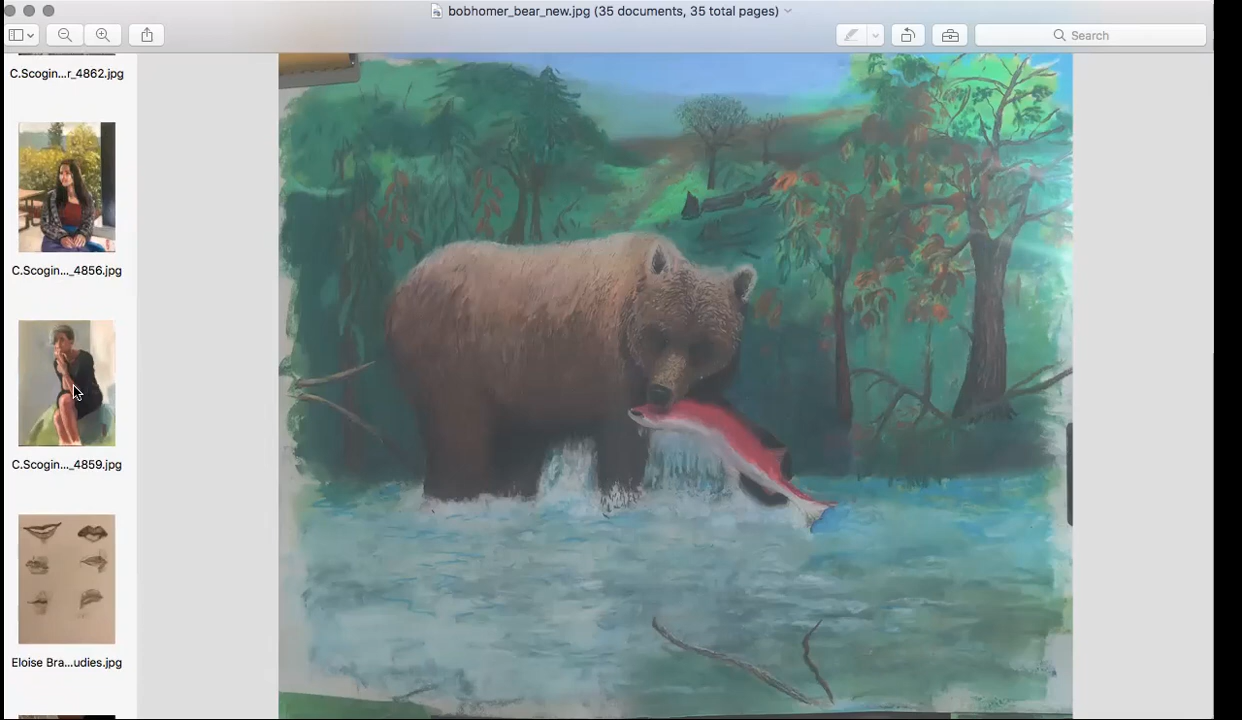 bobhomer_bear_new.jpg (35 documents, 35 total pages)
Search
C.Scogin...r_4862.jpg
C.Scogin..._4856.jpg
C.Scogin..._4859.jpg
Eloise Bra...udies.jpg